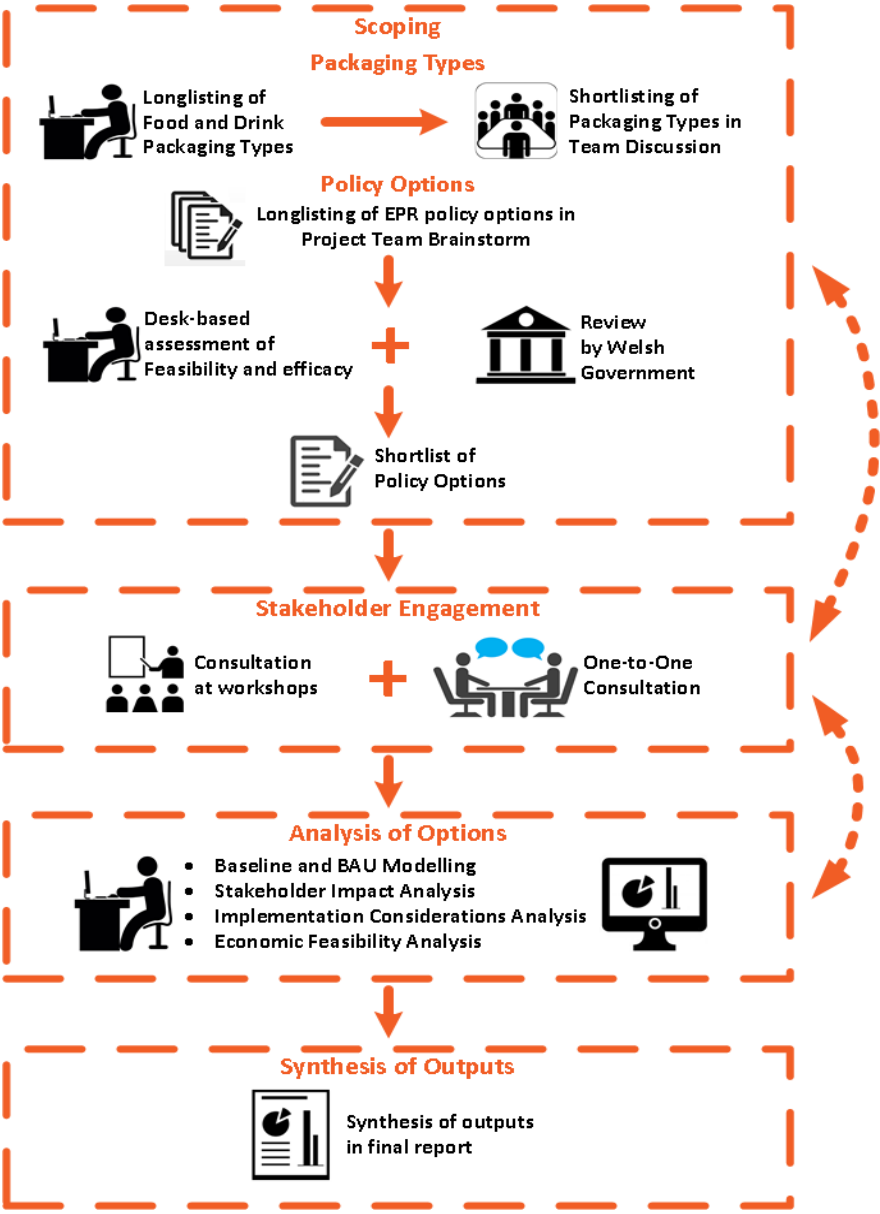 Scoping
Packaging Types
Longlisting of
Food and Drink
Packaging Types
Shortlisting of
Packaging Types in
Team Discussion
Policy Options
Longlisting of EPR policy options in
Project Team Brainstorm
Desk-based
assessment of
Feasibility and efficacy
Review
by Welsh
Government
Shortlist of
Policy Options
Stakeholder Engagement
Consultation
at workshops
One-to-One
Consultation
Analysis of Options
• Baseline and BAU Modelling
• Stakeholder Impact Analysis
• Implementation Considerations Analysis
• Economic Feasibility Analysis
Synthesis of Outputs
Synthesis of outputs
in final report